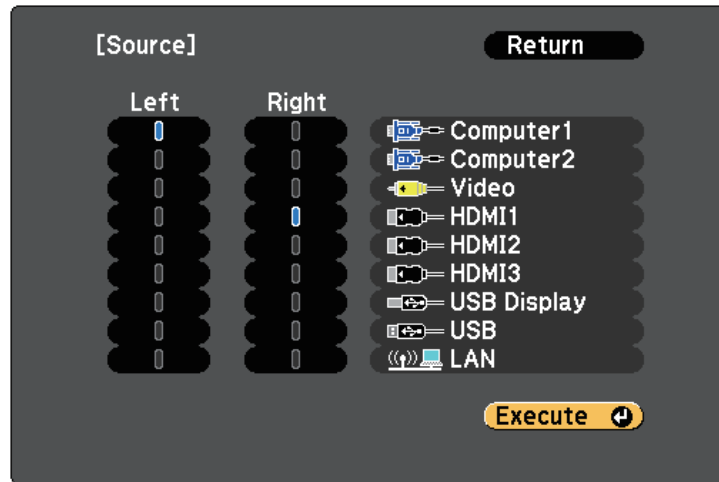 [Source]
Return
Left Right
Computer1
Computer2
Video
HDMI1
HDMI2
HDMI3
USB Display
USB
LAN
Execute